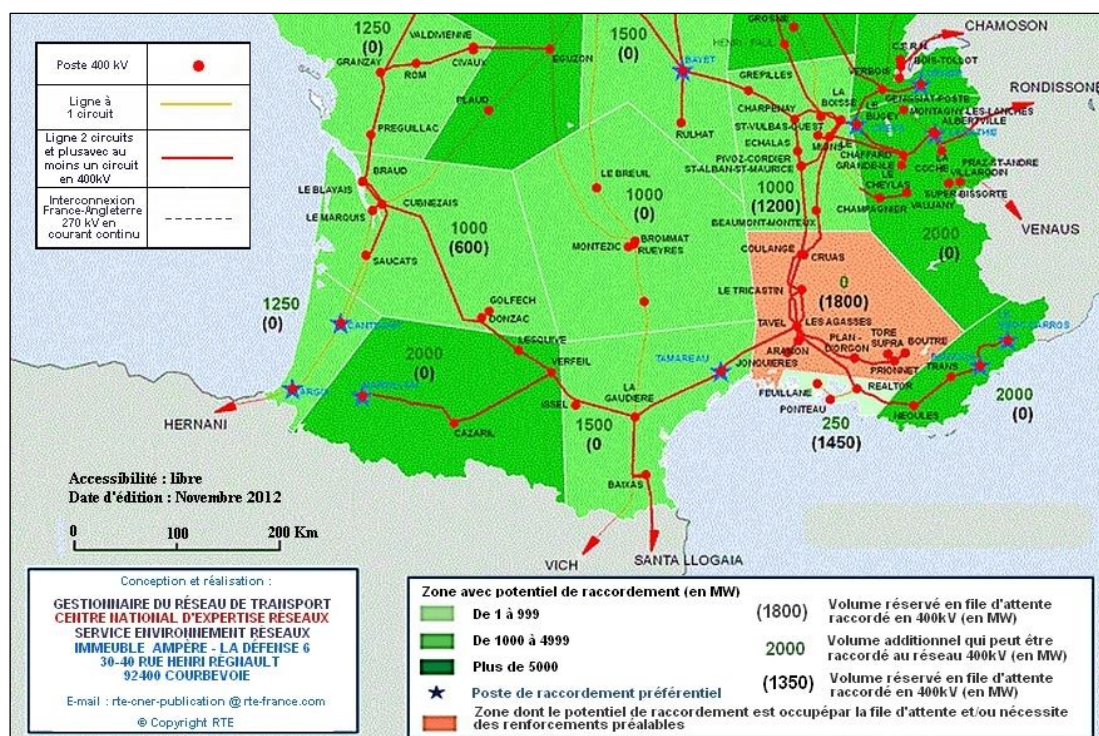 Poste 400 kV
Ligne à
1 circuit
Ligne 2 circuits
et plusavec au
moins un circuit
en 400kV
Interconnexion
France-Angleterre
270 kV en
courant continu
1250
(0)
VALDIVIENNE
CIVAUX
GRANZAY
ROM
EGUZON
1500
(0)
BAYET
GROSNE
HENRI-PAUL
CHAMOSON
C.E.R.N.
BOIS-TOLLOT
VERBOIS
GREPILLES
GENISSIAT-POSTE
MONTAGNY-LES-LANCHES
RONDISSONE
PLAUD
CHARPENAY
LA
BOISSE
LE
BUGEY
ALBERTVILLE
PREGUILLAC
RULHAT
ST-VULBAS-OUEST
ECHALAS
MIONS
LE
CHAFFARD
GRANDE-ILE
LA
COCHE
PRAZ-ST-ANDRE
VILLARODIN
PIVOZ-CORDIER
ST-ALBAN-ST-MAURICE
LE
CHEYLAS
SUPER-BISSORTE
LE BLAYAIS
BRAUD
LE BREUIL
1000
(1200)
CHAMPAGNIER
VAUJANY
VENAUS
LE MARQUIS
CUBNEZAIS
1000
(0)
BEAUMONT-MONTEUX
2000
(0)
1000
(600)
MONTEZIC
BROMMAT
RUEYRES
COULANGE
CRUAS
SAUCATS
0
(1800)
LE TRICASTIN
1250
(0)
GOLFECH
DONZAC
TAVEL
LES AGASSES
LESQUIVE
TORE
SUPRA
BOUTRE
PLAN-
D'ORGON
ARAMON
2000
(0)
VERFEIL
TAMAREAU
JONQUIERES
PRIONNET
TRANS
HERNANI
ISSEL
LA
GAUDIERE
FEUILLANE
REALTOR
PONTEAU
NEOULES
2000
(0)
CAZARIL
1500
(0
250
(1450)
BAIXAS
Accessibilité : libre
Date d'édition : Novembre 2012
0 100 200 Km
VICH
SANTA LLOGAIA
Conception et réalisation :
GESTIONNAIRE DU RÉSEAU DE TRANSPORT
CENTRE NATIONAL D'EXPERTISE RÉSEAUX
SERVICE ENVIRONNEMENT RÉSEAUX
IMMEUBLE AMPÈRE - LA DÉFENSE 6
30-40 RUE HENRI RÉGNAULT
92400 COURBEVOIE
E-mail : rte-cner-publication @ rte-france.com
© Copyright RTE
Zone avec potentiel de raccordement (en MW)
De 1 à 999
De 1000 à 4999
Plus de 5000
Poste de raccordement préférentiel
Zone dont le potentiel de raccordement est occupépar la file d'attente et/ou nécessite
des renforcements préalables
(1800) Volume réservé en file d'attente
raccordé en 400kV (en MW)
2000 Volume additionnel qui peut être
raccordé au réseau 400kV (en MW)
(1350) Volume réservé en file d'attente
raccordé en 400kV (en MW)